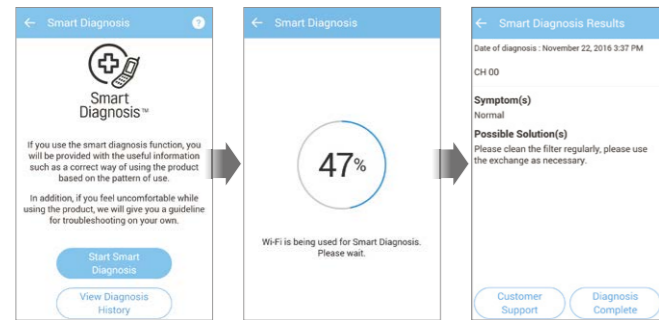 Smart Diagnosis
?
Smart
Diagnosis™
If you use the smart diagnosis function, you
will be provided with the useful information
such as a correct way of using the product
based on the pattern of use.
In addition, if you feel uncomfortable while
using the product, we will give you a guideline
for troubleshooting on your own.
Start Smart
Diagnosis
View Diagnosis
History
Smart Diagnosis
47%
Wi-Fi is being used for Smart Diagnosis.
Please wait.
Smart Diagnosis Results
Date of diagnosis : November 22, 2016 3:37 PM
CH 00
Symptom(s)
Normal
Possible Solution(s)
Please clean the filter regularly, please use
the exchange as necessary.
Customer
Support
Diagnosis
Complete